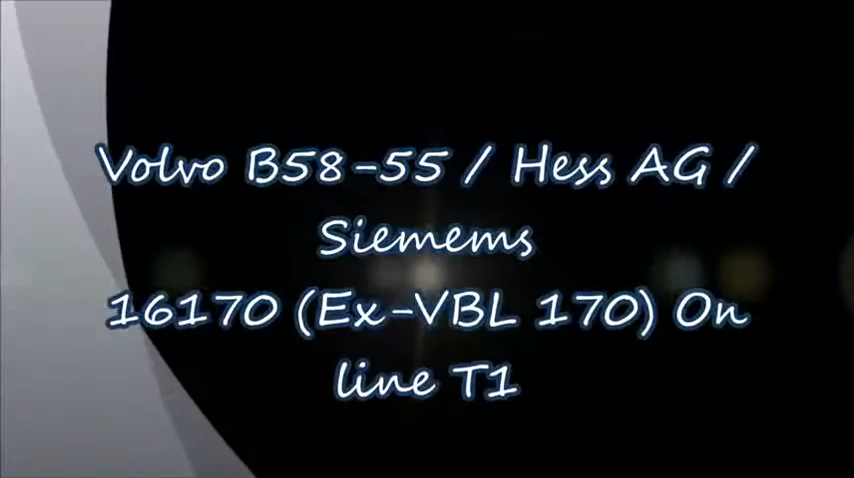 Volvo B58-55 / Hess AG /
Siemems
16170 (Ex-VBL 170) On
line T1